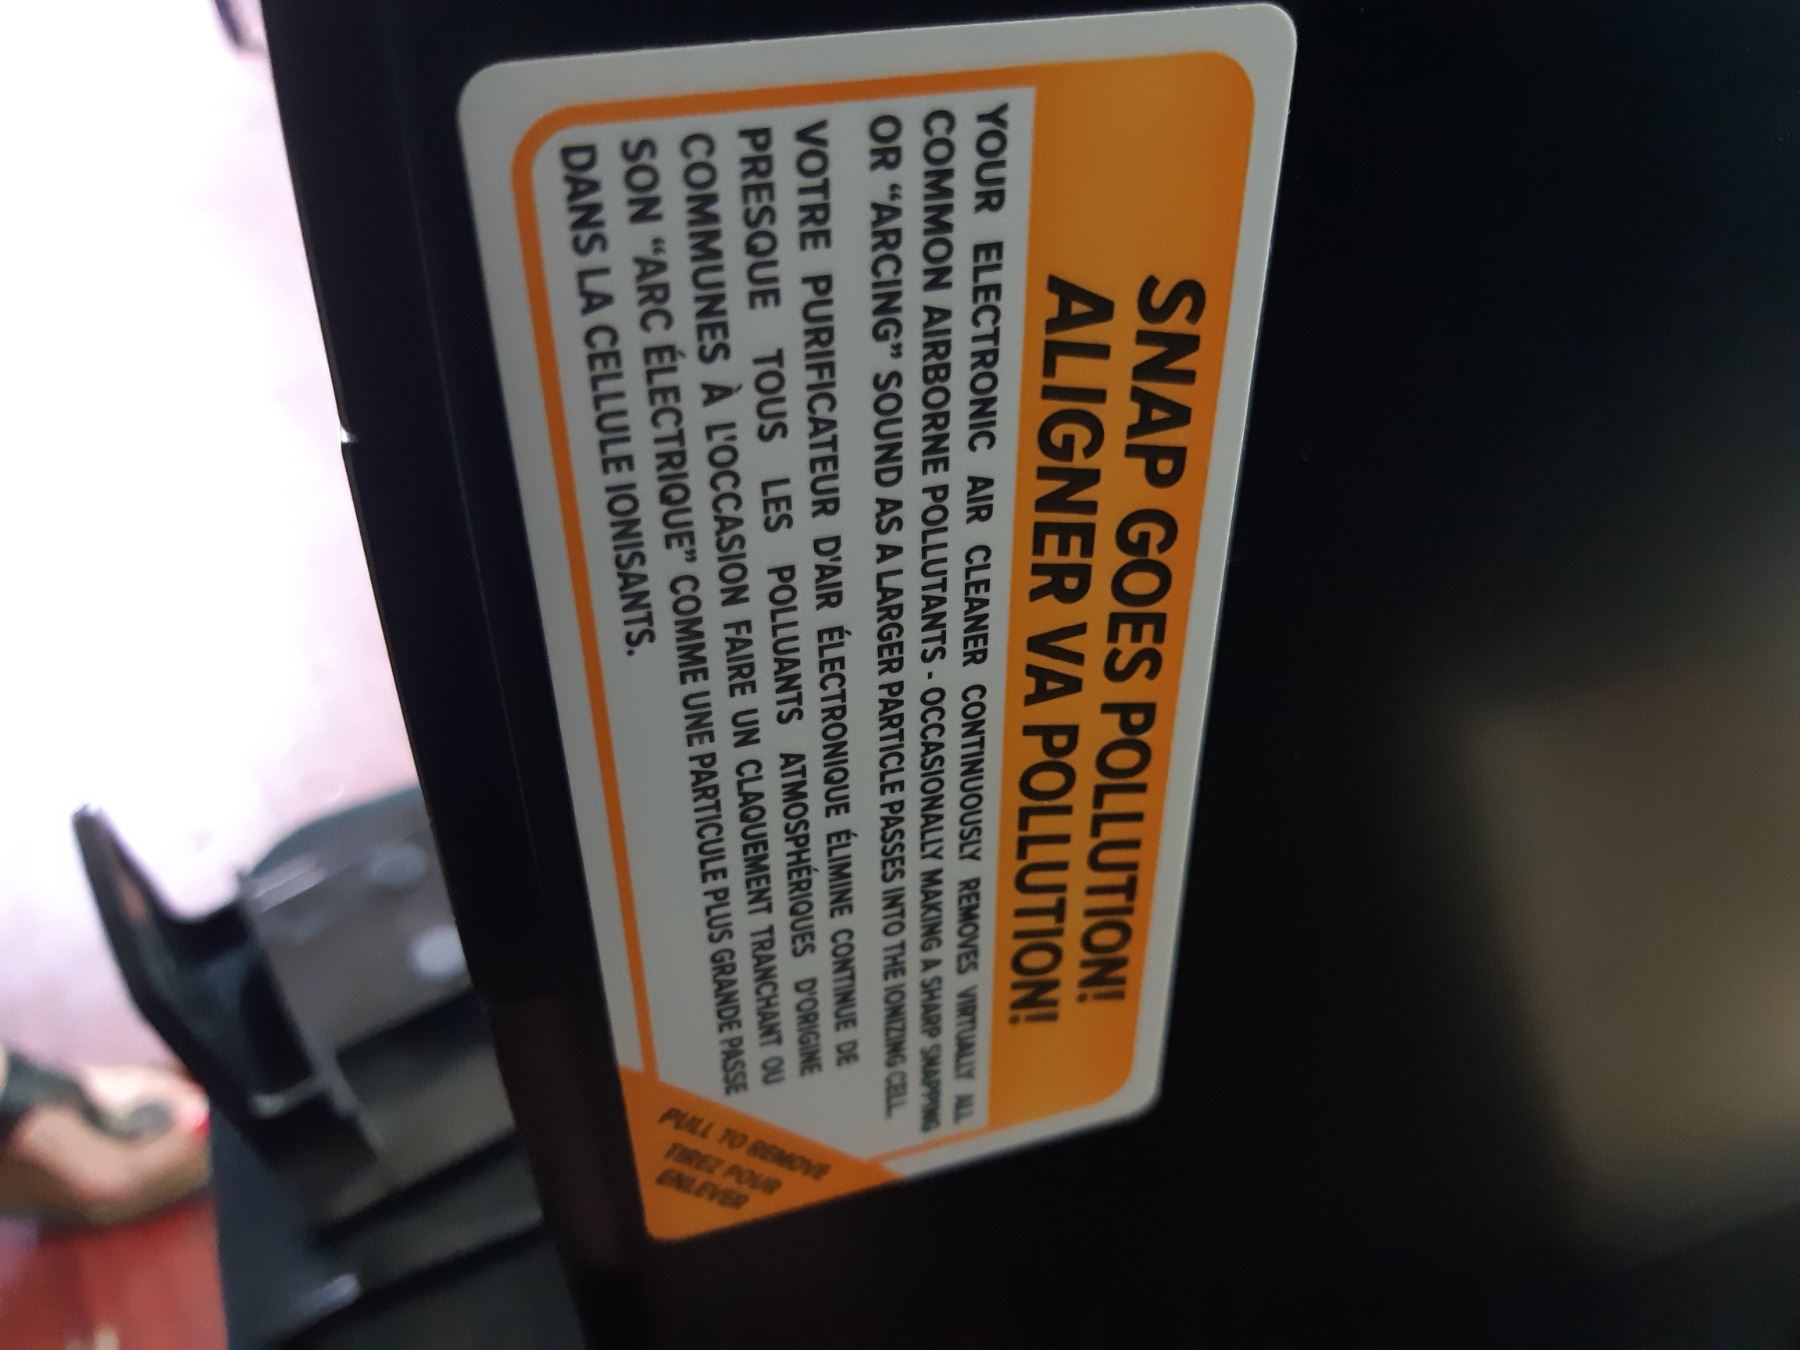 SNAP GOES POLLUTION!
ALIGNER VA POLLUTION!
YOUR ELECTRONIC AIR CLEANER CONTINUOUSLY REMOVES VIRTUALLY ALL
COMMON AIRBORNE POLLUTANTS - OCCASIONALLY MAKING A SHARP SNAPPING
OR "ARCING" SOUND AS A LARGER PARTICLE PASSES INTO THE IONIZING CELL.
VOTRE PURIFICATEUR D'AIR ÉLECTRONIQUE ÉLIMINE CONTINUE DE
PRESQUE TOUS LES POLLUANTS ATMOSPHÉRIQUES D'ORIGINE
COMMUNES À L'OCCASION FAIRE UN CLAQUEMENT TRANCHANT OU
SON "ARC ÉLECTRIQUE" COMME UNE PARTICULE PLUS GRANDE PASSE
DANS LA CELLULE IONISANTS.
PULL TO REMOVE
TIREZ POUR
ENLEVER